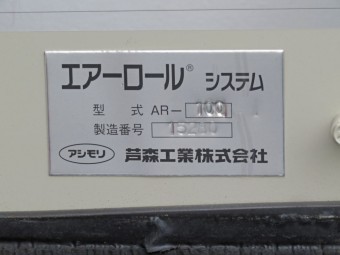 エアーロール® システム
型 式 AR- 100
製造番号
アシモリ 芦森工業株式会社